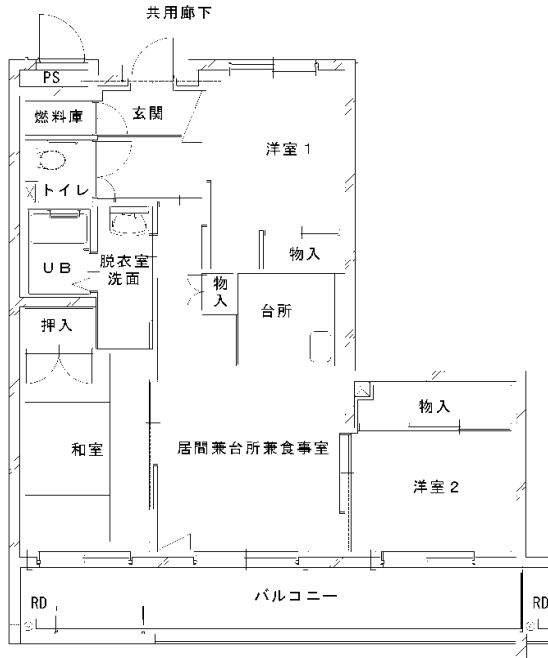 共用廊下
PS
燃料庫
玄関
洋室1
トイレ
UB
脱衣室
洗面
物入
物
入
台所
押入
物入
和室
居間兼台所兼食事室
洋室2
バルコニー
RD
RD